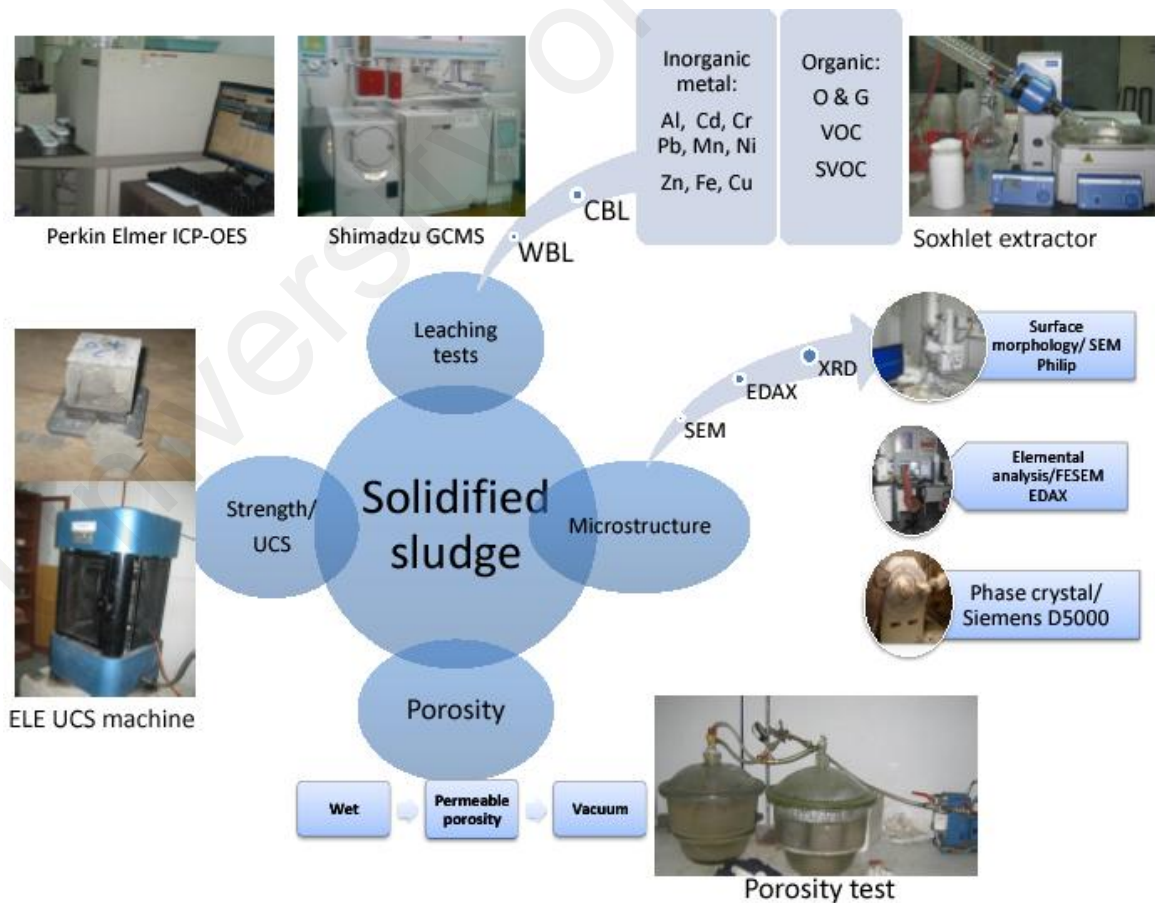 Inorganic
metal:
Al, Cd, Cr
Pb, Mn, Ni
Zn, Fe, Cu
Organic:
O & G
VOC
SVOC
Perkin Elmer ICP-OES
Shimadzu GCMS
Soxhlet extractor
CBL
WBL
Leaching
tests
Surface
morphology/ SEM
Philip
XRD
EDAX
SEM
Elemental
analysis/FESEM
EDAX
Strength/
UCS
Solidified
sludge
Microstructure
Phase crystal/
Siemens D5000
ELE UCS machine
Porosity
Wet
Permeable
porosity
Vacuum
Porosity test